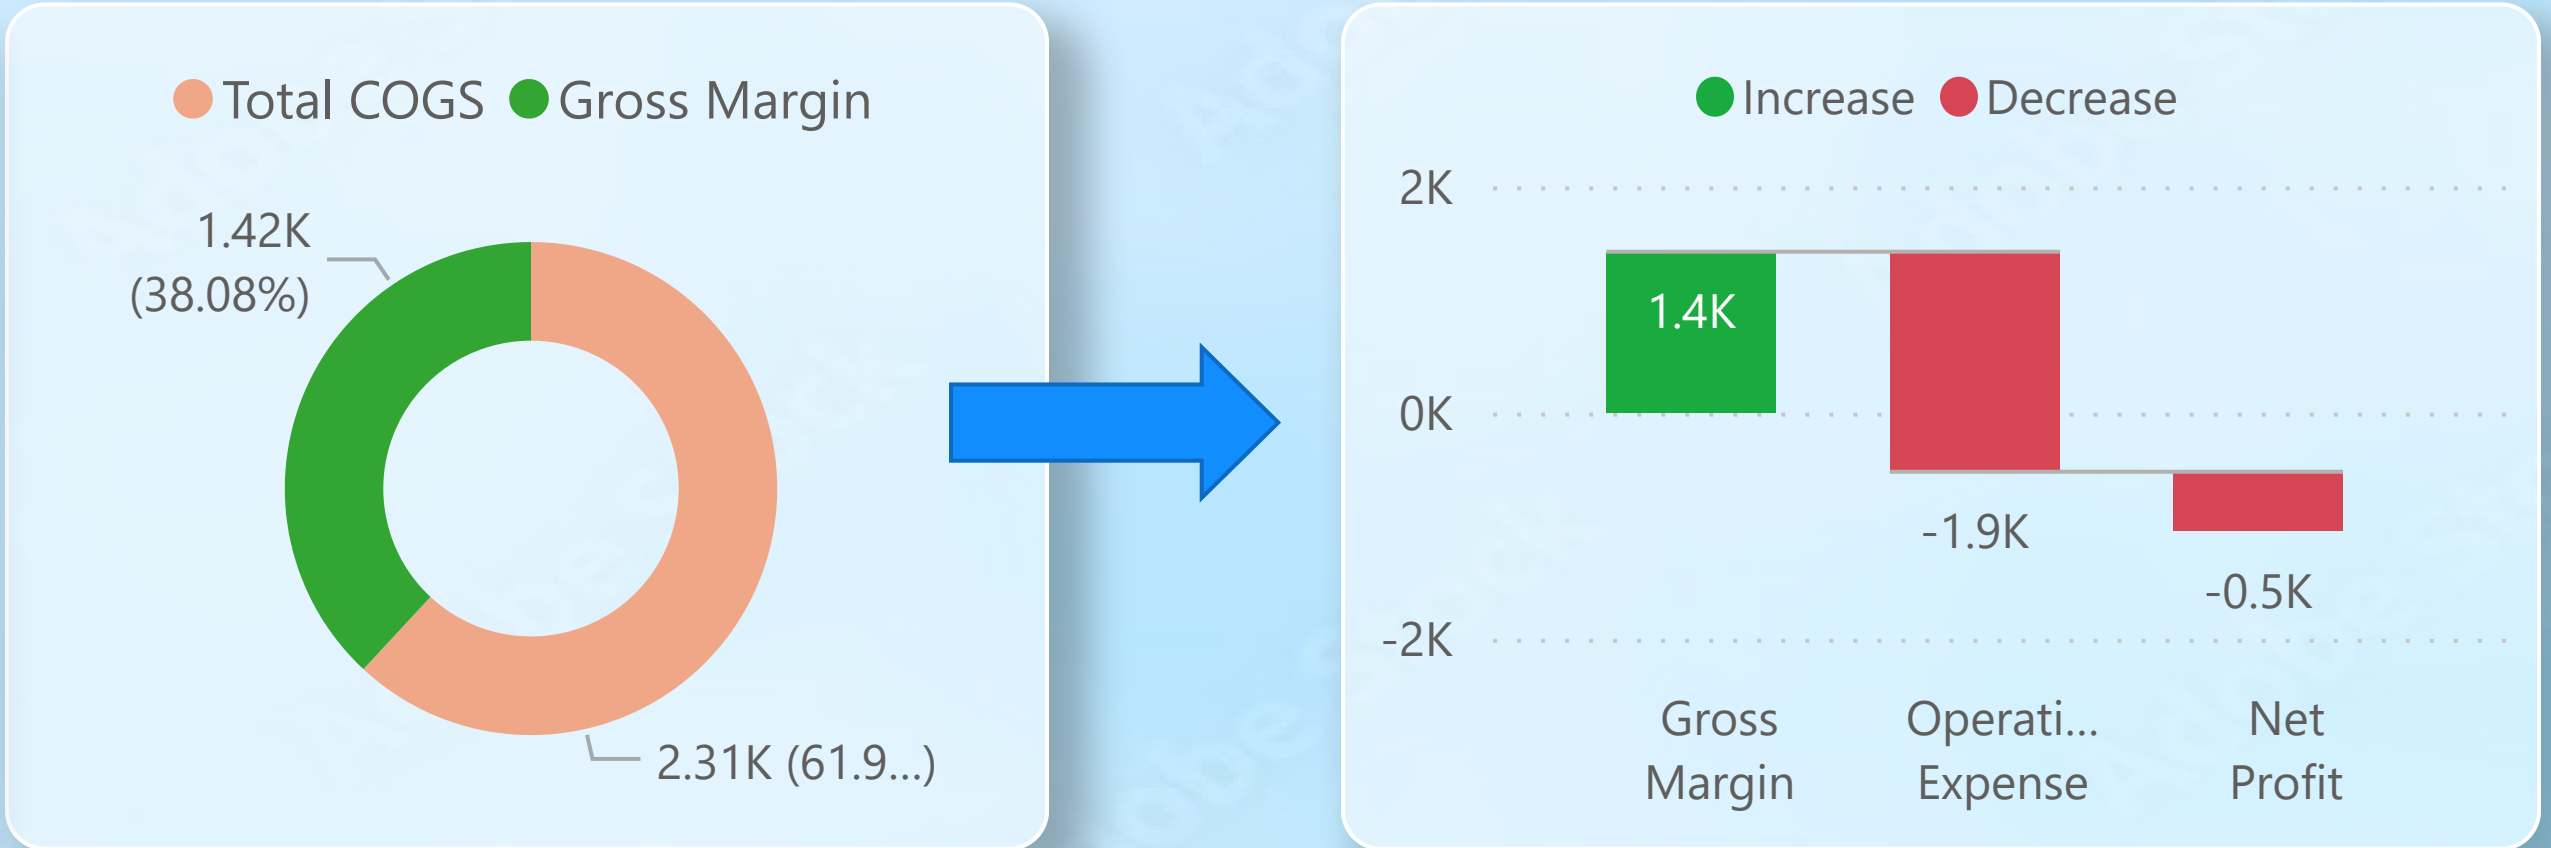 Total COGS Gross Margin
1.42K
(38.08%)
2.31K (61.9...)
Increase Decrease
2K
1.4K
0K
-1.9K
-0.5K
-2K
Gross Margin
Operati... Expense
Net Profit